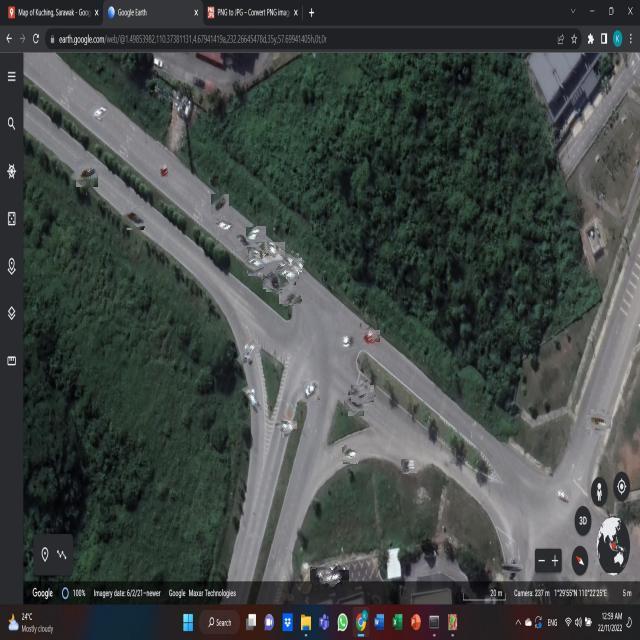 Map of Kuching, Sarawak - Goo
Google Earth
PNG to JPG – Convert PNG imag
earth.google.com/web/@1.49853982,110.37381131,4.67941419a,232.26645478d,35y,57.69941405h,0t,0r
3D
Google 100% Imagery date: 6/2/21–newer Google Maxar Technologies
20 m Camera: 237 m 1°29'55"N 110°22'25"E 5 m
24°C
Mostly cloudy
Search
ENG
12:59 AM
22/11/2022